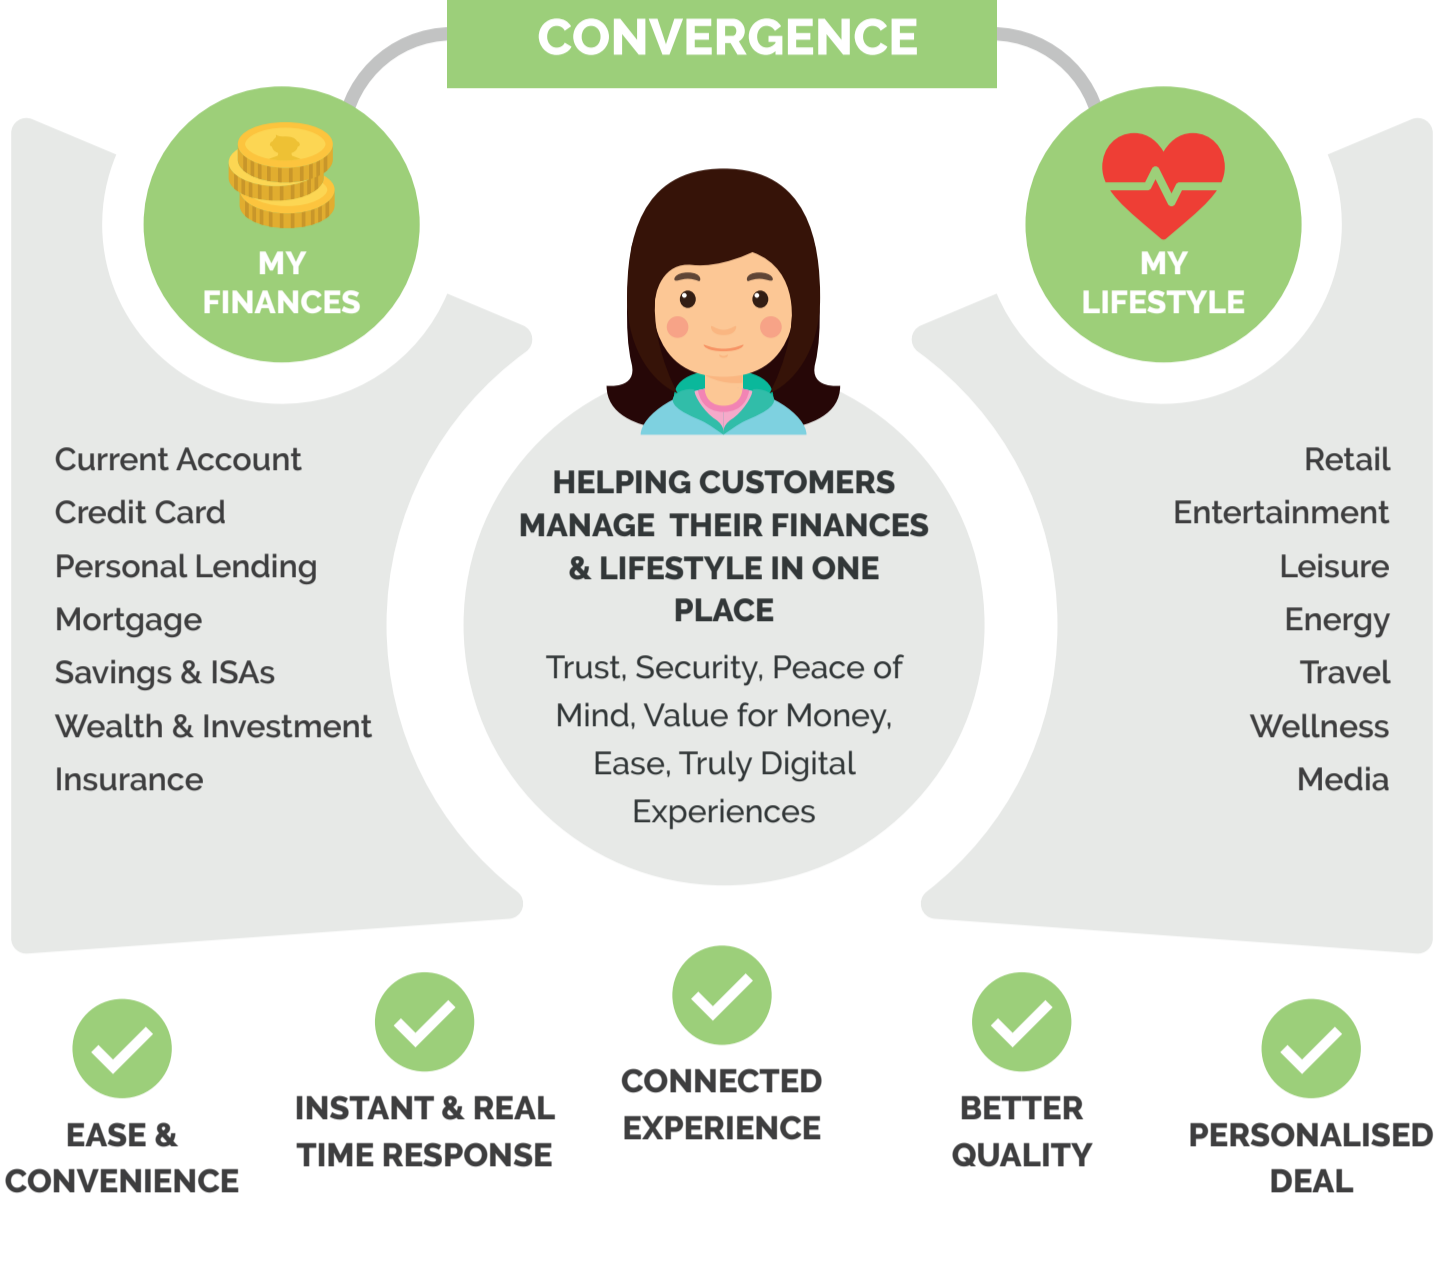 CONVERGENCE
MY
FINANCES
MY
LIFESTYLE
Current Account
Credit Card
Personal Lending
Mortgage
Savings & ISAs
Wealth & Investment
Insurance
HELPING CUSTOMERS
MANAGE THEIR FINANCES
& LIFESTYLE IN ONE
PLACE
Trust, Security, Peace of
Mind, Value for Money,
Ease, Truly Digital
Experiences
Retail
Entertainment
Leisure
Energy
Travel
Wellness
Media
EASE &
CONVENIENCE
INSTANT & REAL
TIME RESPONSE
CONNECTED
EXPERIENCE
BETTER
QUALITY
PERSONALISED
DEAL